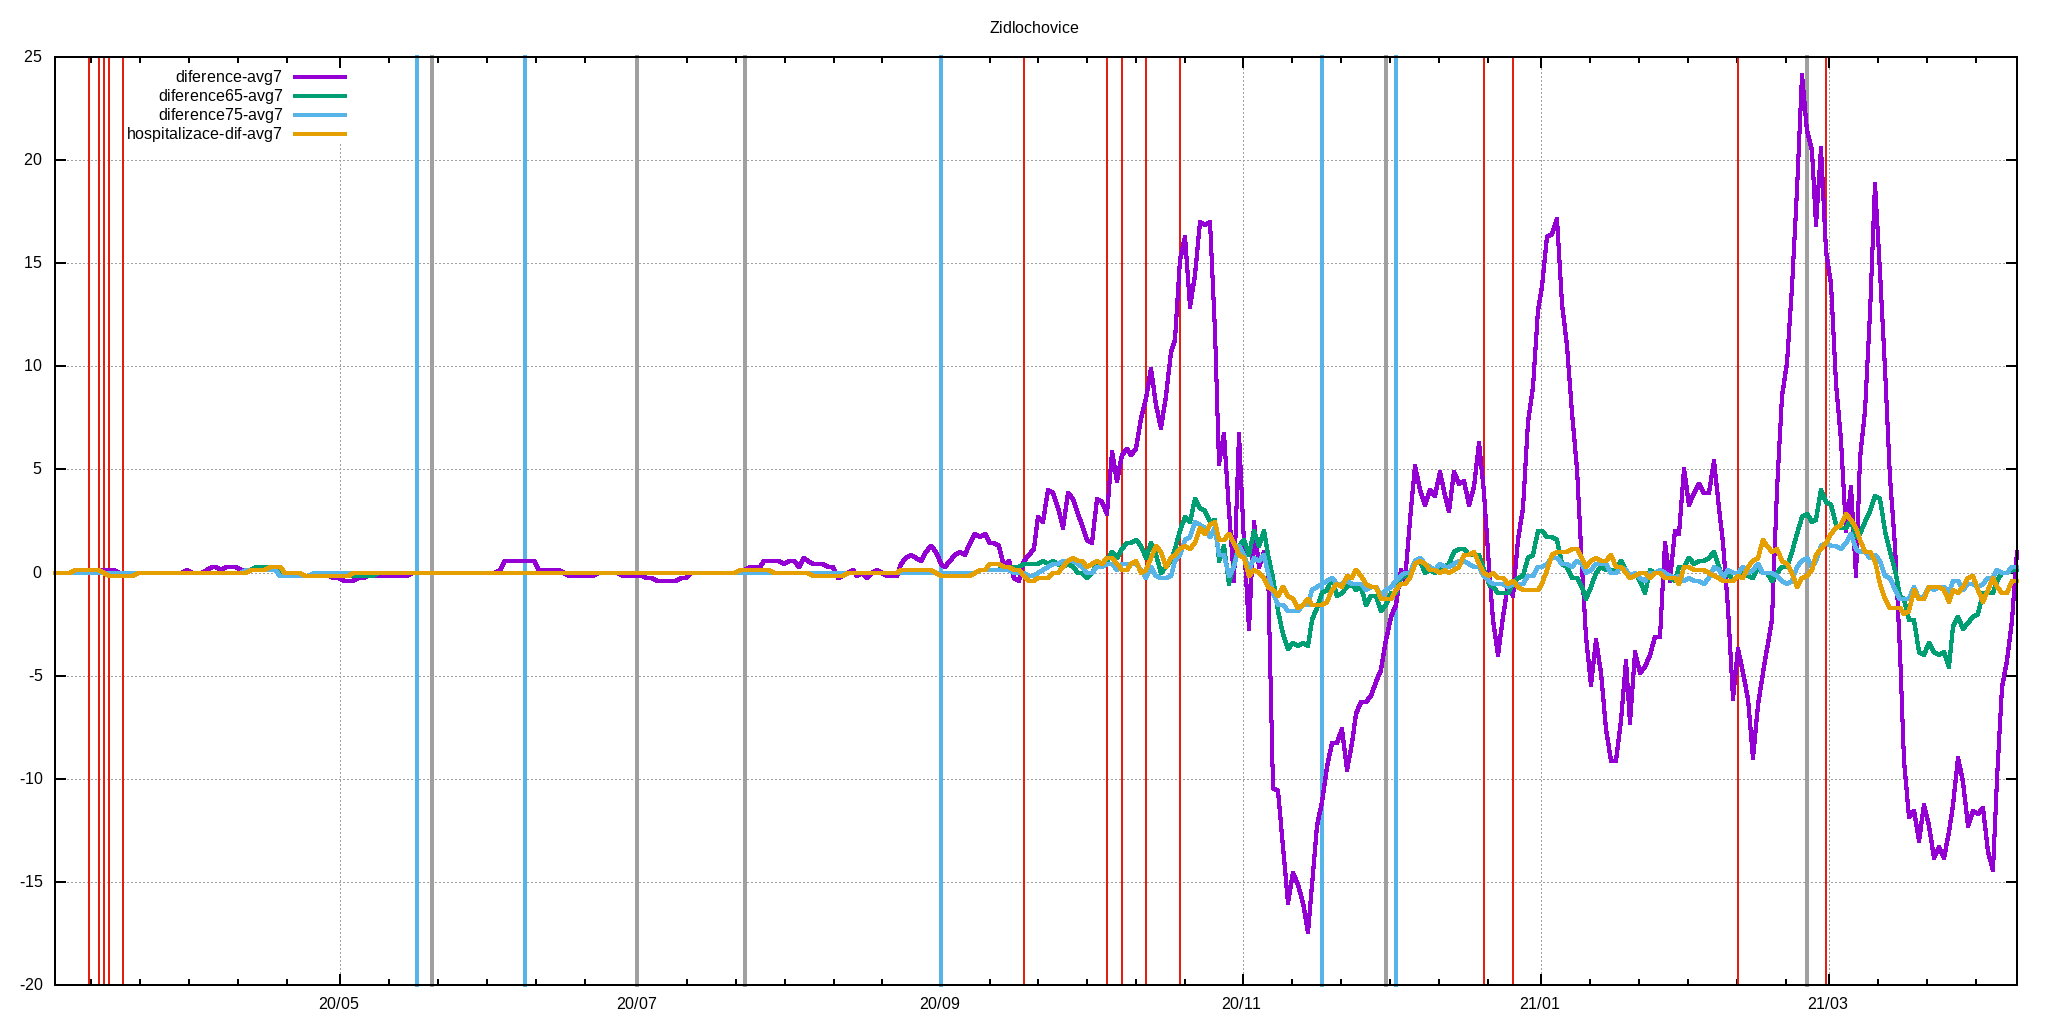 Zidlochovice
25
diference-avg7
diference65-avg7
diference75-avg7
hospitalizace-dif-avg7
20
15
10
5
0
-5
-10
-15
-20
20/05 20/07 20/09 20/11 21/01 21/03